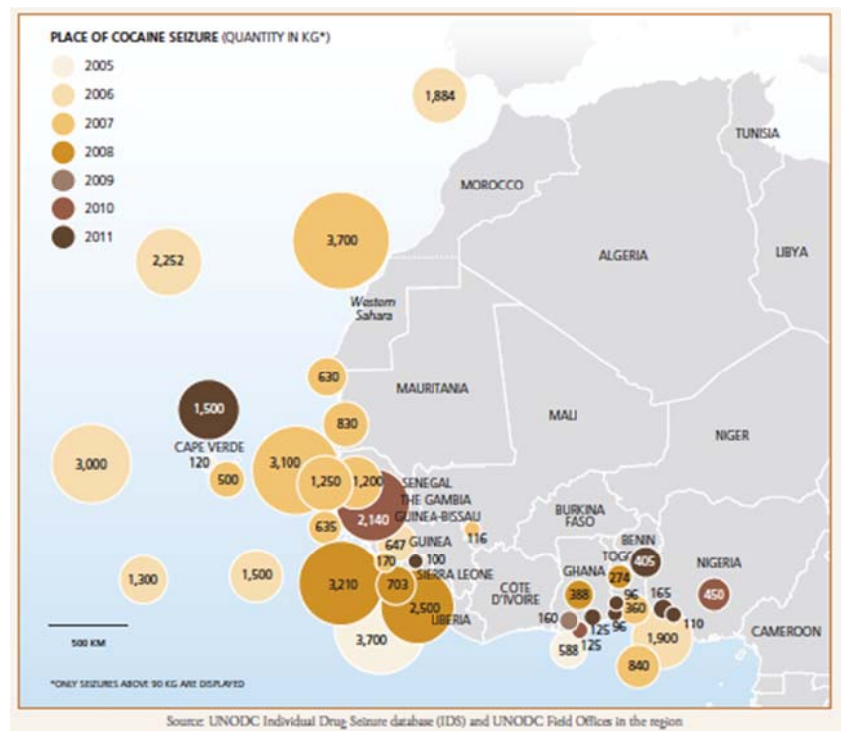 PLACE OF COCAINE SEIZURE (QUANTITY IN KG*)
2005
2006
2007
2008
2009
2010
2011
1,884
TUNISIA
MOROCCO
3,700
2,252
ALGERIA
LIBYA
Western
Sahara
630
MAURITANIA
1,500
830
MALI
CAPE VERDE
NIGER
3,000
120
500
3,100
1,250
1,200
SENEGAL
THE GAMBIA
2,140
GUINEA-BISSAU
635
647
GUINEA
116
BURKINA
FASO
BENIN
TOGO
405
170
100
1,300
1,500
3,210
703
SIERRA LEONE
COTE
D'IVOIRE
GHANA
274
NIGERIA
388
96
165
450
2,500
LIBERIA
360
160
125
96
110
CAMEROON
3,700
588
125
1,900
840
500 KM
*ONLY SEIZURES ABOVE 90 KG ARE DISPLAYED
Source: UNODC Individual Drug Seizure database (IDS) and UNODC Field Offices in the region